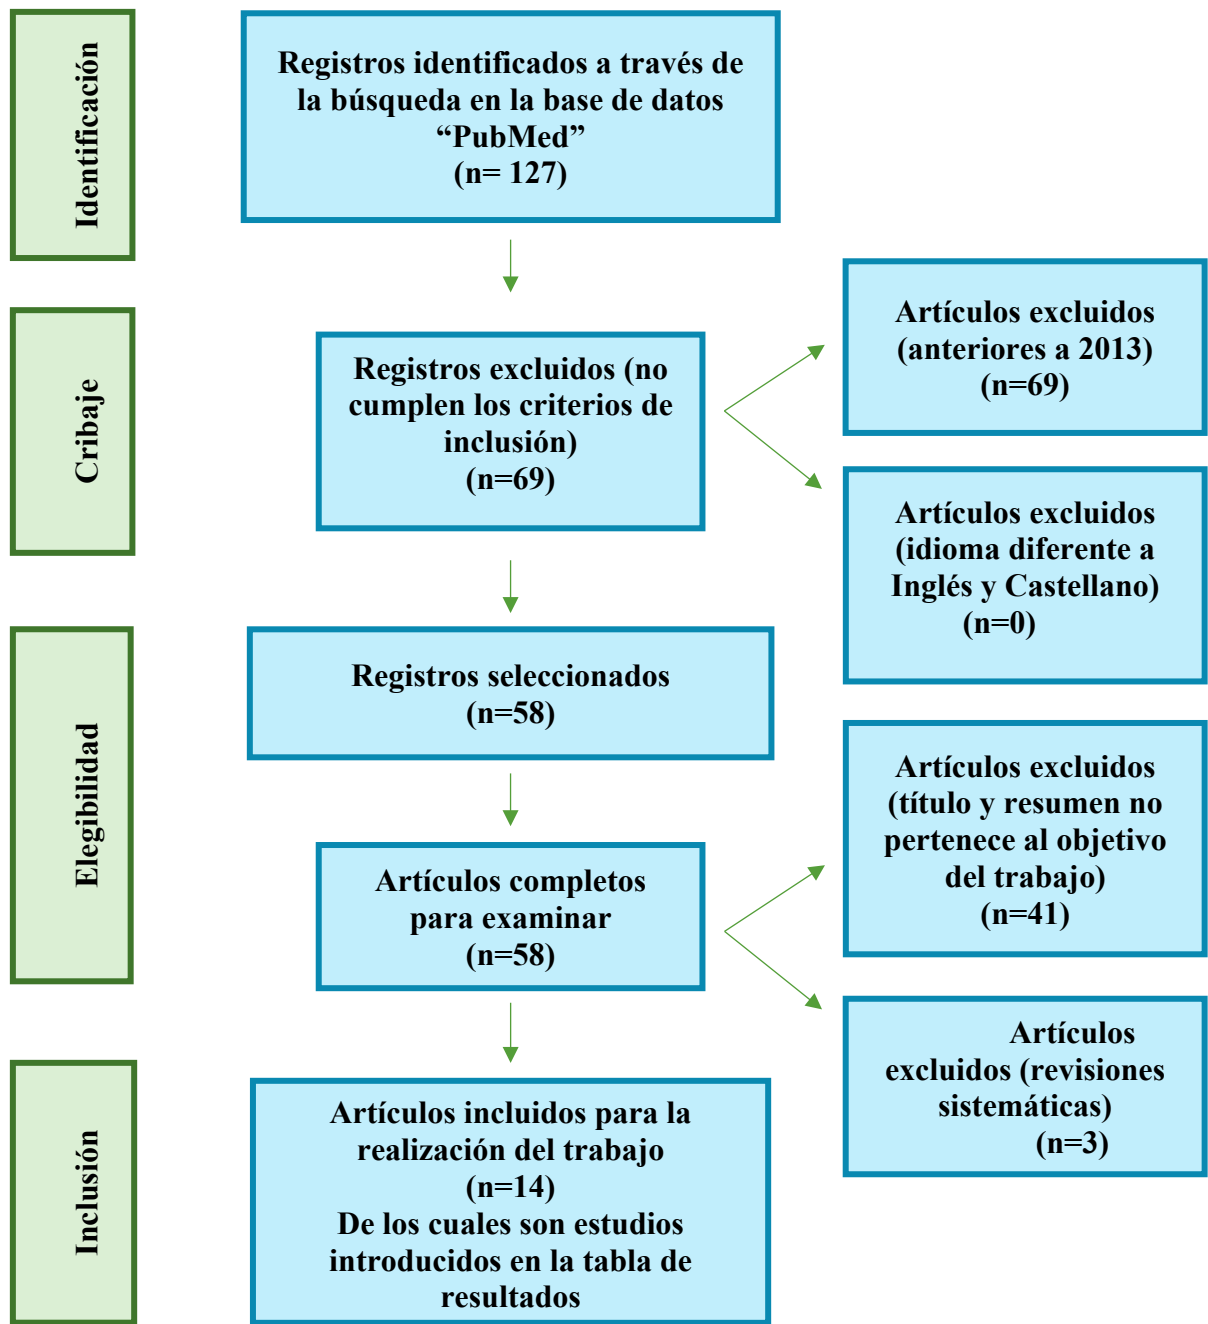 Identificación
Registros identificados a través de
la búsqueda en la base de datos
“PubMed”
(n= 127)
Cribaje
Registros excluidos (no
cumplen los criterios de
inclusión)
(n=69)
Artículos excluidos
(anteriores a 2013)
(n=69)
Artículos excluidos
(idioma diferente a
Inglés y Castellano)
(n=0)
Elegibilidad
Registros seleccionados
(n=58)
Artículos completos
para examinar
(n=58)
Artículos excluidos
(título y resumen no
pertenece al objetivo
del trabajo)
(n=41)
Artículos
excluidos (revisiones
sistemáticas)
(n=3)
Inclusión
Artículos incluidos para la
realización del trabajo
(n=14)
De los cuales son estudios
introducidos en la tabla de
resultados